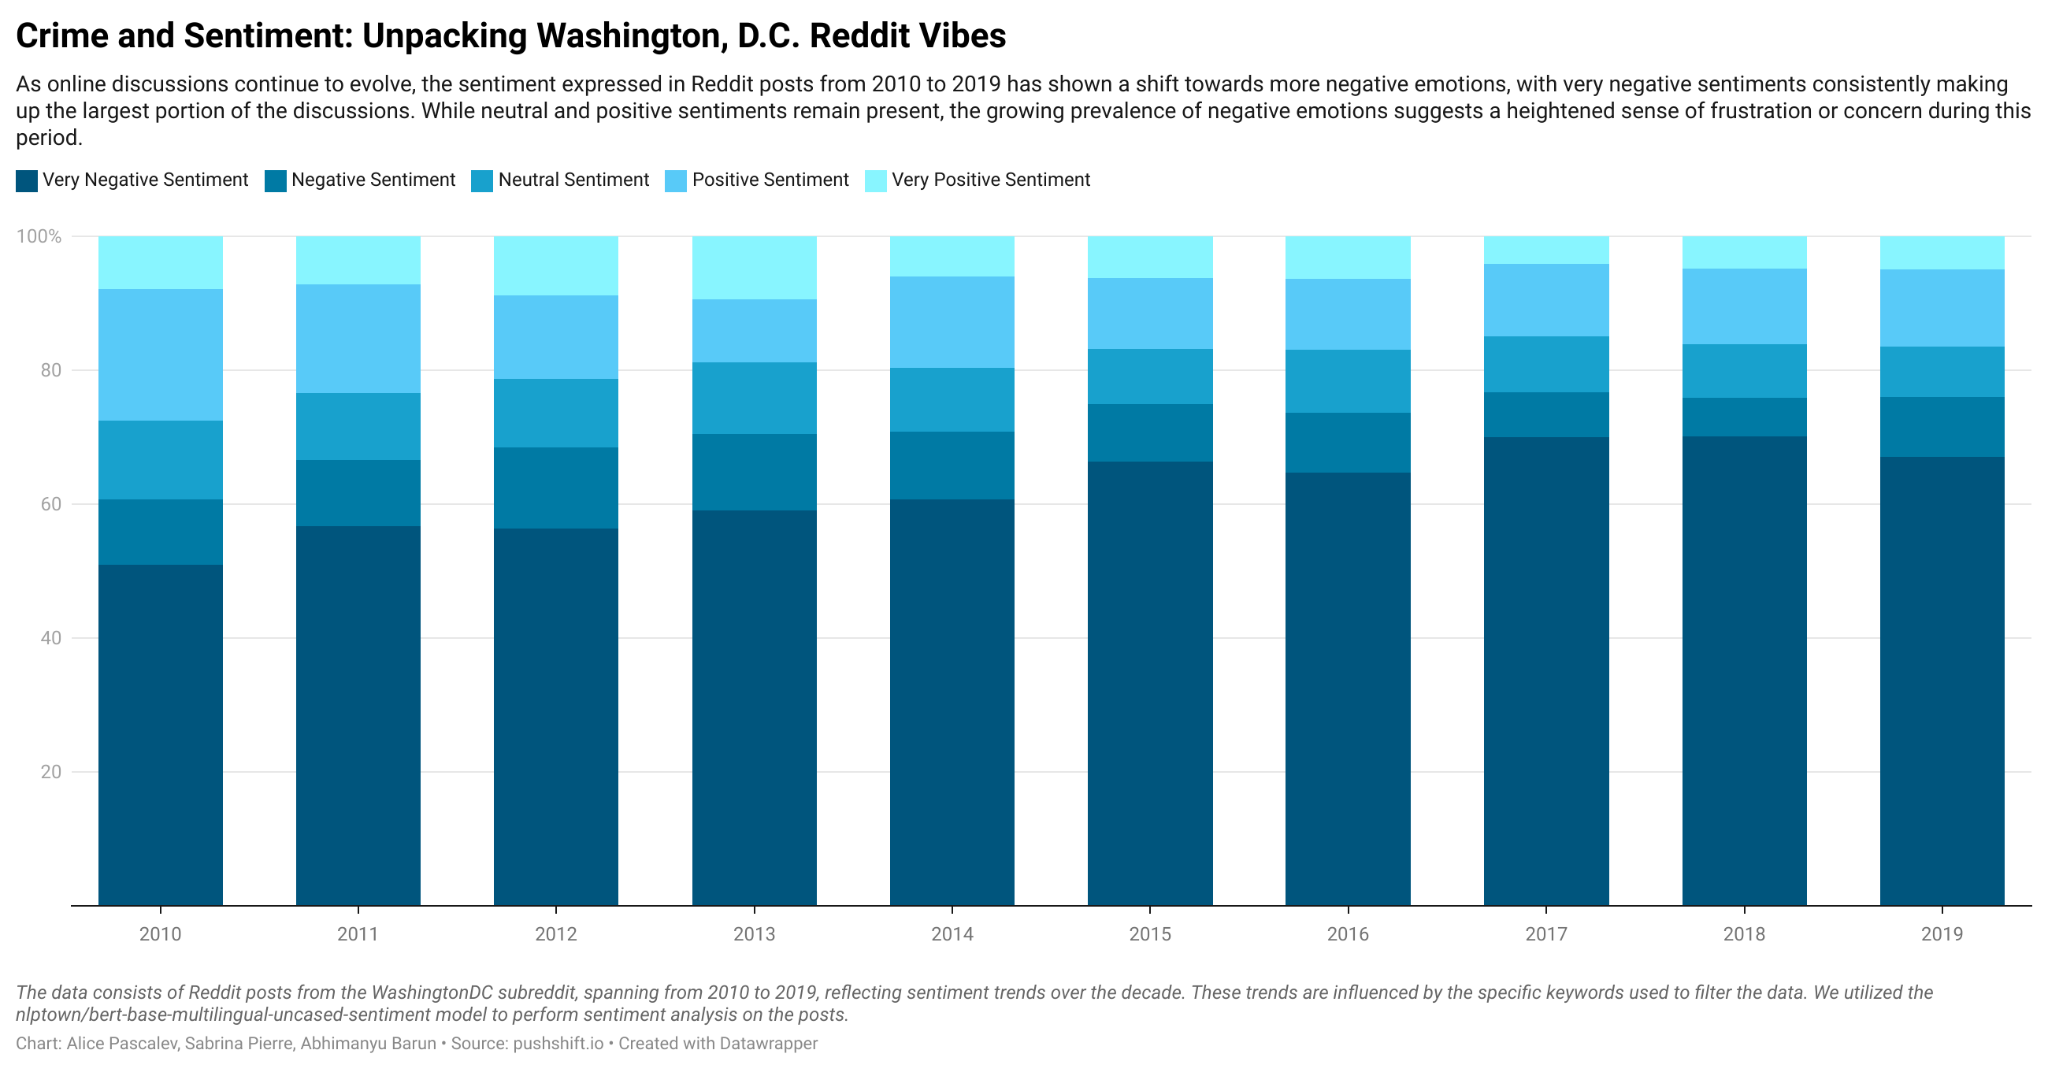 Crime and Sentiment: Unpacking Washington, D.C. Reddit Vibes
As online discussions continue to evolve, the sentiment expressed in Reddit posts from 2010 to 2019 has shown a shift towards more negative emotions, with very negative sentiments consistently making
up the largest portion of the discussions. While neutral and positive sentiments remain present, the growing prevalence of negative emotions suggests a heightened sense of frustration or concern during this
period.
Very Negative Sentiment Negative Sentiment Neutral Sentiment Positive Sentiment Very Positive Sentiment
100%
80
60
40
20
2010 2011 2012 2013 2014 2015 2016 2017 2018 2019
The data consists of Reddit posts from the WashingtonDC subreddit, spanning from 2010 to 2019, reflecting sentiment trends over the decade. These trends are influenced by the specific keywords used to filter the data. We utilized the
nlptown/bert-base-multilingual-uncased-sentiment model to perform sentiment analysis on the posts.
Chart: Alice Pascalev, Sabrina Pierre, Abhimanyu Barun • Source: pushshift.io • Created with Datawrapper